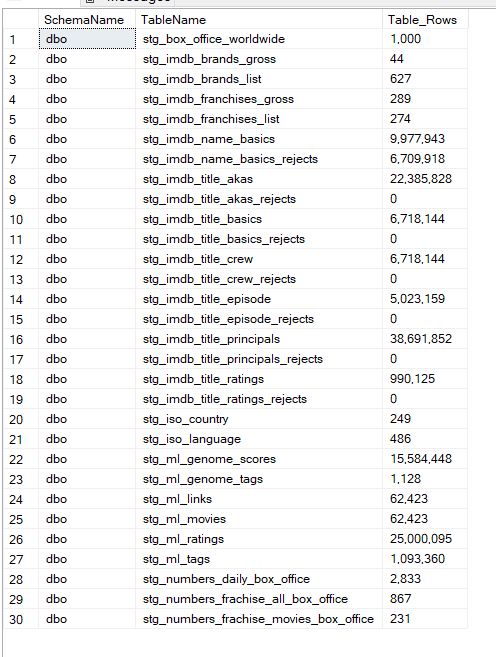 SchemaName TableName Table_Rows
1 dbo stg_box_office_worldwide 1,000
2 dbo stg_imdb_brands_gross 44
3 dbo stg_imdb_brands_list 627
4 dbo stg_imdb_franchises_gross 289
5 dbo stg_imdb_franchises_list 274
6 dbo stg_imdb_name_basics 9,977,943
7 dbo stg_imdb_name_basics_rejects 6,709,918
8 dbo stg_imdb_title_akas 22,385,828
9 dbo stg_imdb_title_akas_rejects 0
10 dbo stg_imdb_title_basics 6,718,144
11 dbo stg_imdb_title_basics_rejects 0
12 dbo stg_imdb_title_crew 6,718,144
13 dbo stg_imdb_title_crew_rejects 0
14 dbo stg_imdb_title_episode 5,023,159
15 dbo stg_imdb_title_episode_rejects 0
16 dbo stg_imdb_title_principals 38,691,852
17 dbo stg_imdb_title_principals_rejects 0
18 dbo stg_imdb_title_ratings 990,125
19 dbo stg_imdb_title_ratings_rejects 0
20 dbo stg_iso_country 249
21 dbo stg_iso_language 486
22 dbo stg_ml_genome_scores 15,584,448
23 dbo stg_ml_genome_tags 1,128
24 dbo stg_ml_links 62,423
25 dbo stg_ml_movies 62,423
26 dbo stg_ml_ratings 25,000,095
27 dbo stg_ml_tags 1,093,360
28 dbo stg_numbers_daily_box_office 2,833
29 dbo stg_numbers_frachise_all_box_office 867
30 dbo stg_numbers_frachise_movies_box_office 231